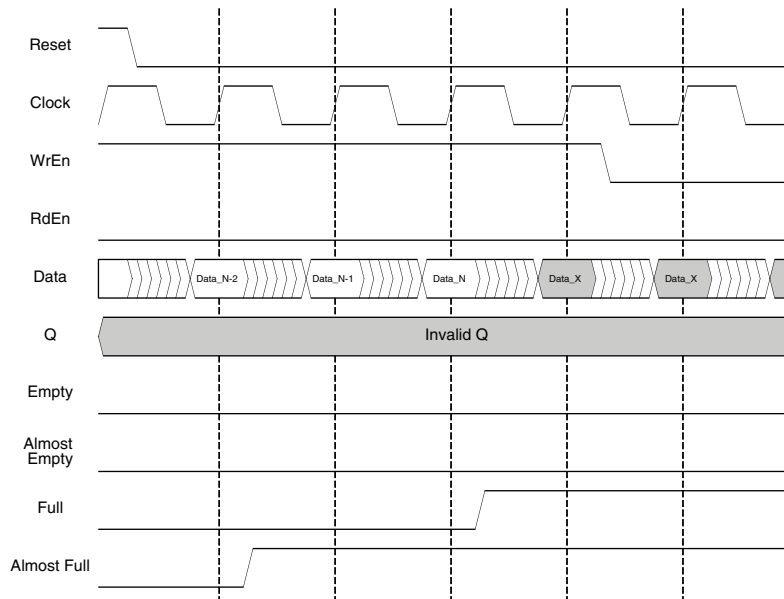 Reset
Clock
WrEn
RdEn
Data
Data_N-2
Data_N-1
Data_N
Data_X
Data_X
Q
Invalid Q
Empty
Almost
Empty
Full
Almost Full